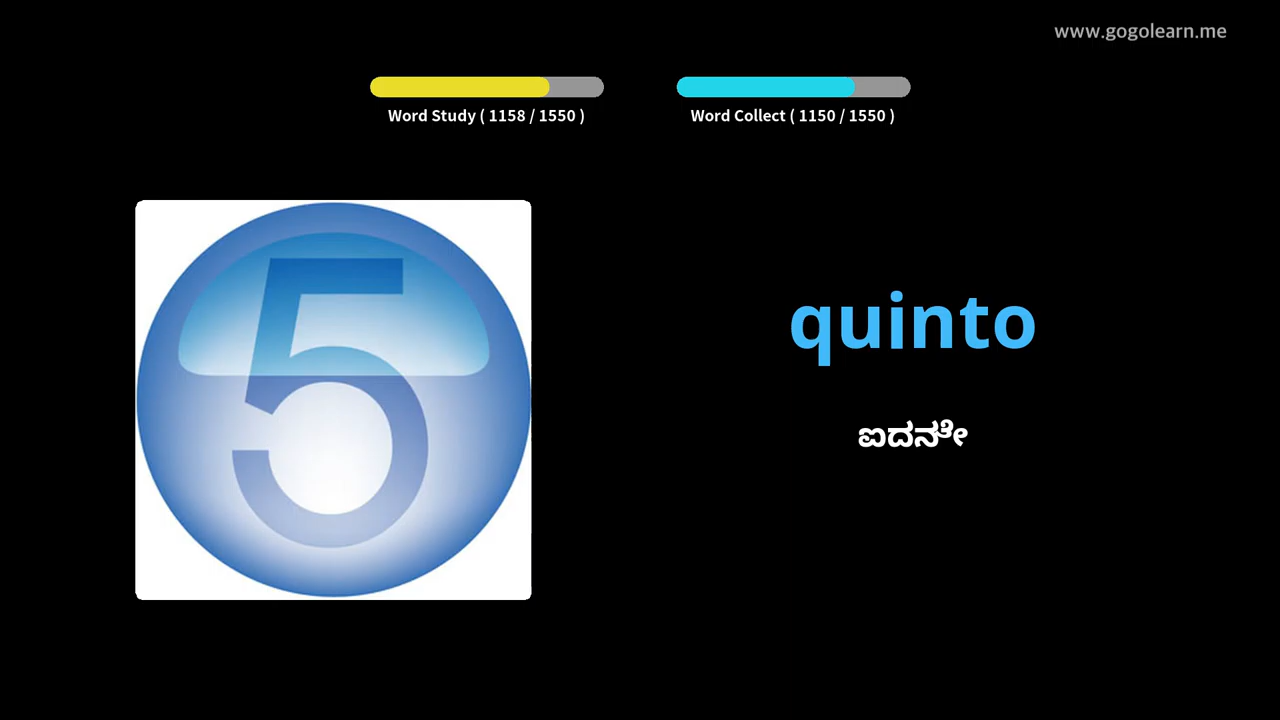 www.gogolearn.me
Word Study ( 1158 / 1550 )
Word Collect ( 1150 / 1550 )
5
quinto
ಐದನೇ